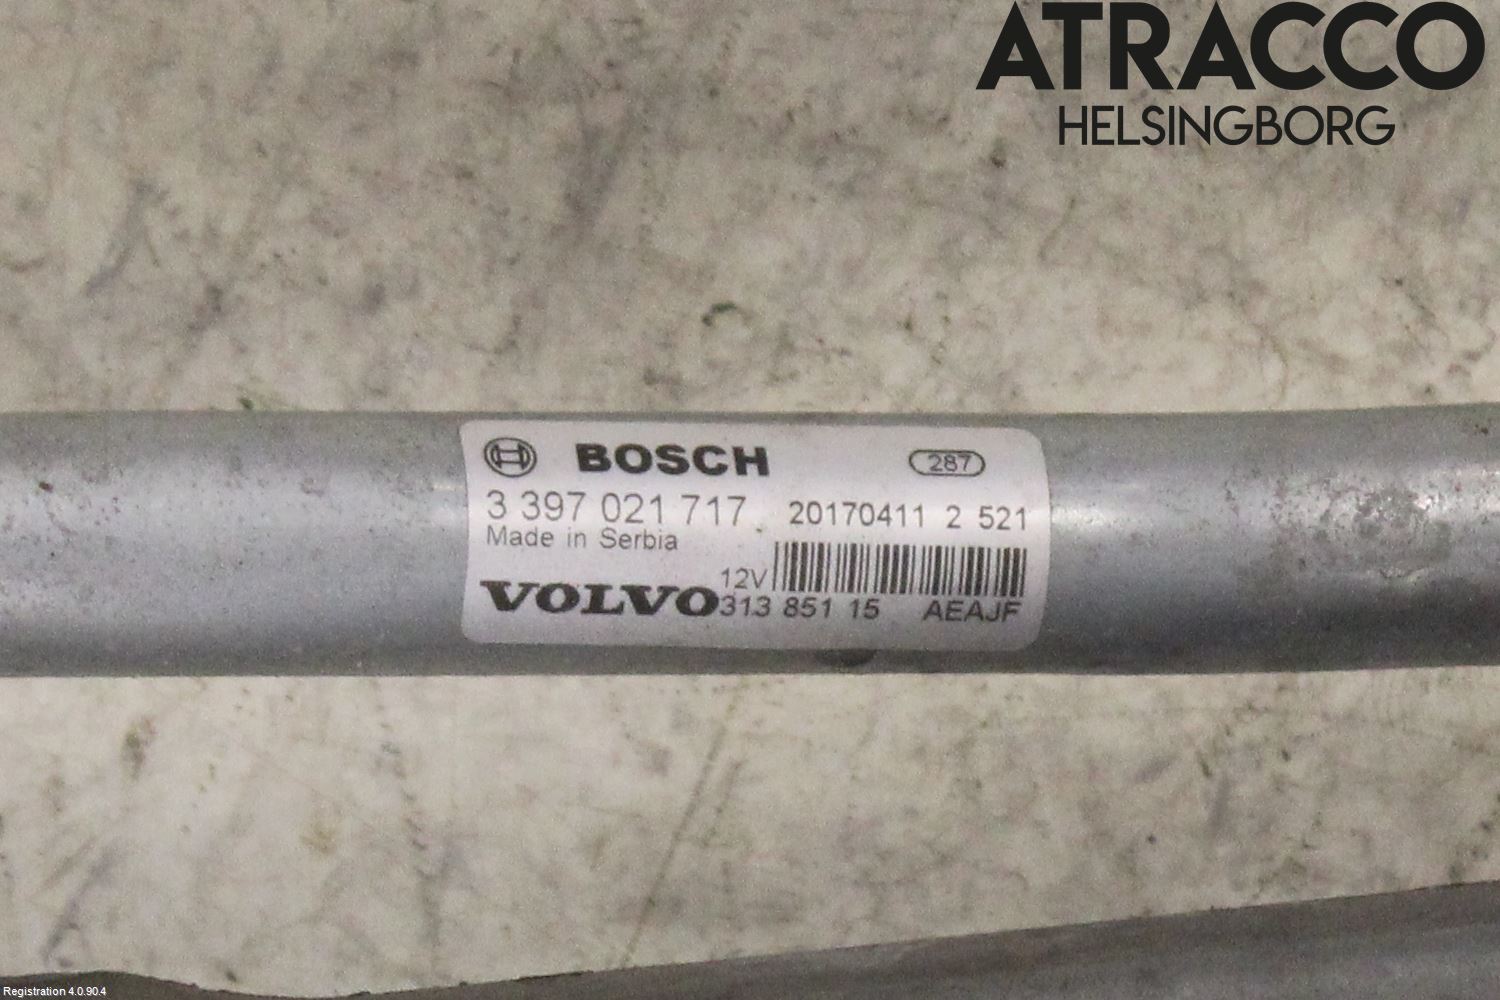 ATRACCO
HELSINGBORG
BOSCH 287
3 397 021 717 20170411 2 521
Made in Serbia
12V
VOLVO 313 851 15 AEAJF
Registration 4.0.90.4